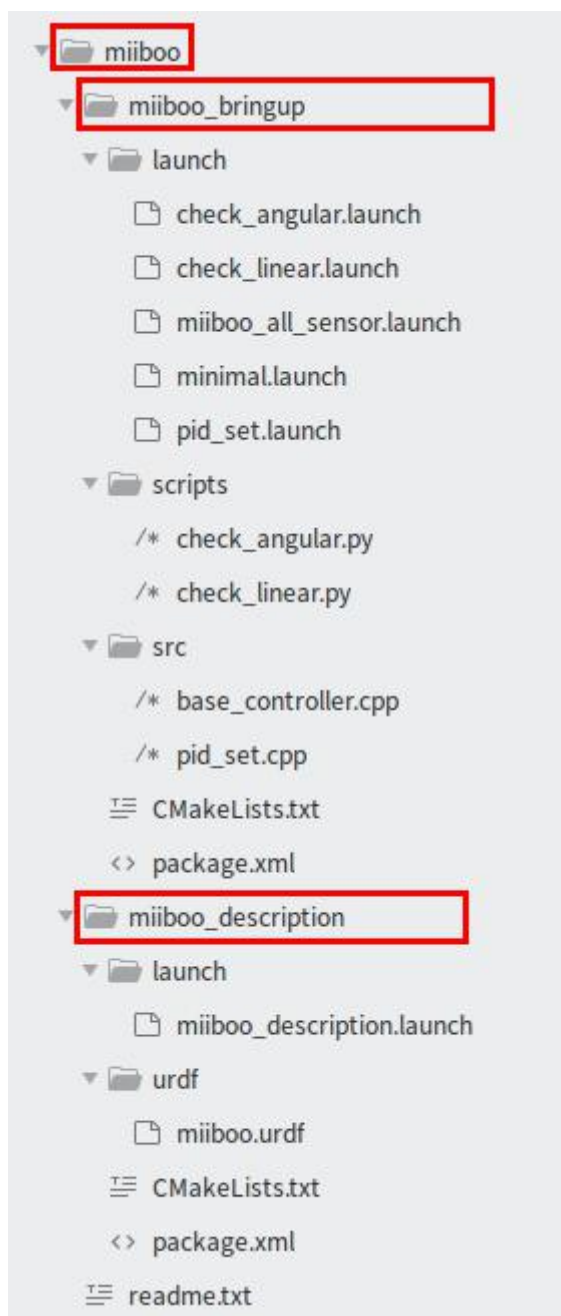 miiboo
miiboo_bringup
launch
check_angular.launch
check_linear.launch
miiboo_all_sensor.launch
minimal.launch
pid_set.launch
scripts
/* check_angular.py
/* check_linear.py
src
/* base_controller.cpp
/* pid_set.cpp
CMakeLists.txt
<> package.xml
miiboo_description
launch
miiboo_description.launch
urdf
miiboo.urdf
CMakeLists.txt
<> package.xml
readme.txt